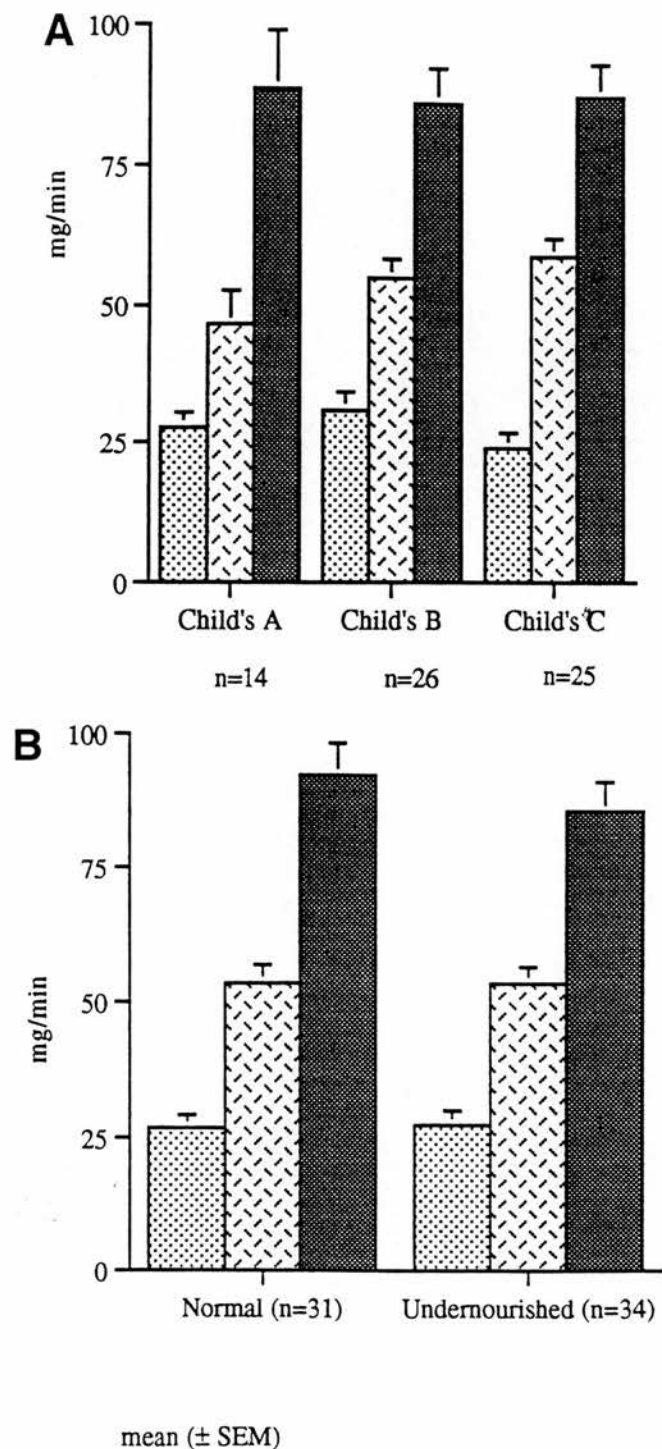 A
100
mg/min
75
50
25
0
Child's A Child's B Child's C
n=14 n=26 n=25
B
100
75
mg/min
50
25
0
Normal (n=31) Undernourished (n=34)
mean (± SEM)